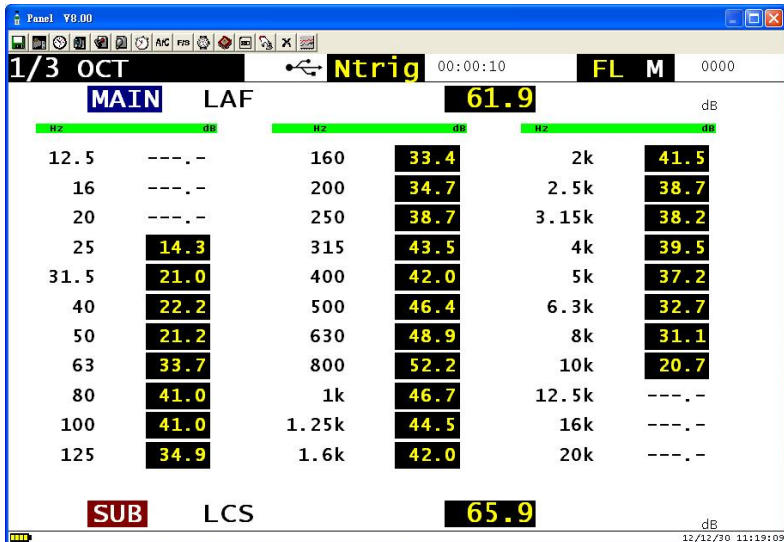 Panel V8.00
A/C F/S
1/3 OCT Ntrig 00:00:10 FL M 0000
MAIN LAF 61.9 dB
Hz dB Hz dB Hz dB
12.5 ---.- 160 33.4 2k 41.5
16 ---.- 200 34.7 2.5k 38.7
20 ---.- 250 38.7 3.15k 38.2
25 14.3 315 43.5 4k 39.5
31.5 21.0 400 42.0 5k 37.2
40 22.2 500 46.4 6.3k 32.7
50 21.2 630 48.9 8k 31.1
63 33.7 800 52.2 10k 20.7
80 41.0 1k 46.7 12.5k ---.-
100 41.0 1.25k 44.5 16k ---.-
125 34.9 1.6k 42.0 20k ---.-
SUB LCS 65.9 dB
12/12/30 11:19:09